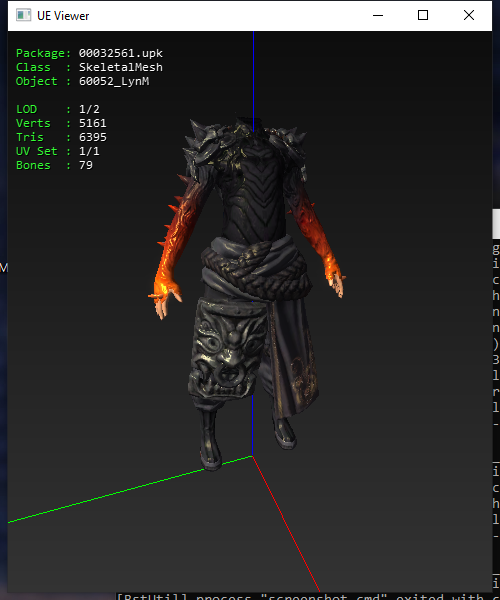 UE Viewer
Package: 00032561.upk
Class : SkeletalMesh
Object : 60052_LynM
LOD : 1/2
Verts : 5161
Tris : 6395
UV Set : 1/1
Bones : 79
M
g
i
c
h
n
n
)
3
l
r
l
-
i
c
h
l
-
i
[RstUtil] process "screenshot.cmd" exited with c